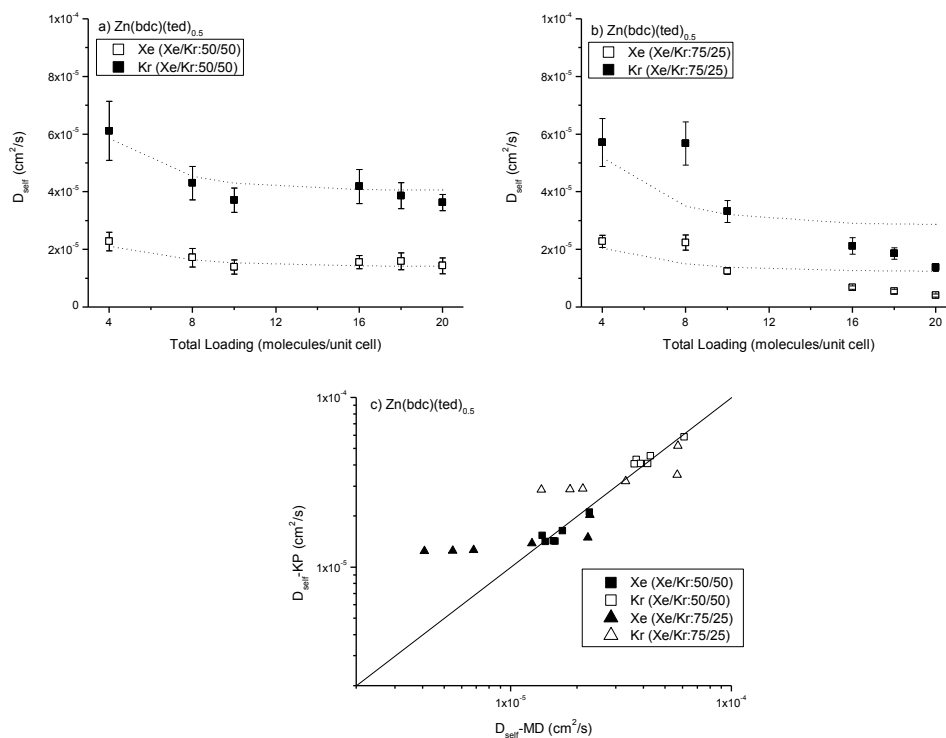 a) Zn(bdc)(ted)0.5
Xe (Xe/Kr:50/50)
Kr (Xe/Kr:50/50)
1x10-4
8x10-5
6x10-5
4x10-5
2x10-5
0
Dself (cm2/s)
4 8 12 16 20
Total Loading (molecules/unit cell)
b) Zn(bdc)(ted)0.5
Xe (Xe/Kr:75/25)
Kr (Xe/Kr:75/25)
1x10-4
8x10-5
6x10-5
4x10-5
2x10-5
0
Dself (cm2/s)
4 8 12 16 20
Total Loading (molecules/unit cell)
c) Zn(bdc)(ted)0.5
1x10-4
1x10-5
Dself-KP (cm2/s)
Xe (Xe/Kr:50/50)
Kr (Xe/Kr:50/50)
Xe (Xe/Kr:75/25)
Kr (Xe/Kr:75/25)
1x10-5 1x10-4
Dself-MD (cm2/s)